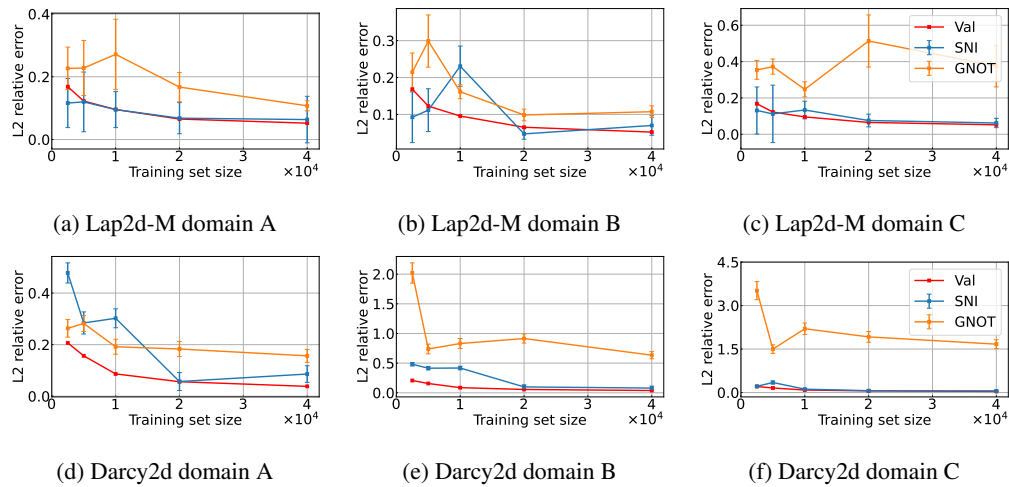 0.4
0.2
0.0
L2 relative error
0 1 2 3 4
Training set size ×10⁴
(a) Lap2d-M domain A
0.3
0.2
0.1
L2 relative error
0 1 2 3 4
Training set size ×10⁴
(b) Lap2d-M domain B
0.6
0.4
0.2
0.0
L2 relative error
Val
SNI
GNOT
0 1 2 3 4
Training set size ×10⁴
(c) Lap2d-M domain C
0.4
0.2
0.0
L2 relative error
0 1 2 3 4
Training set size ×10⁴
(d) Darcy2d domain A
2.0
1.5
1.0
0.5
0.0
L2 relative error
0 1 2 3 4
Training set size ×10⁴
(e) Darcy2d domain B
4.5
3.0
1.5
0.0
L2 relative error
Val
SNI
GNOT
0 1 2 3 4
Training set size ×10⁴
(f) Darcy2d domain C